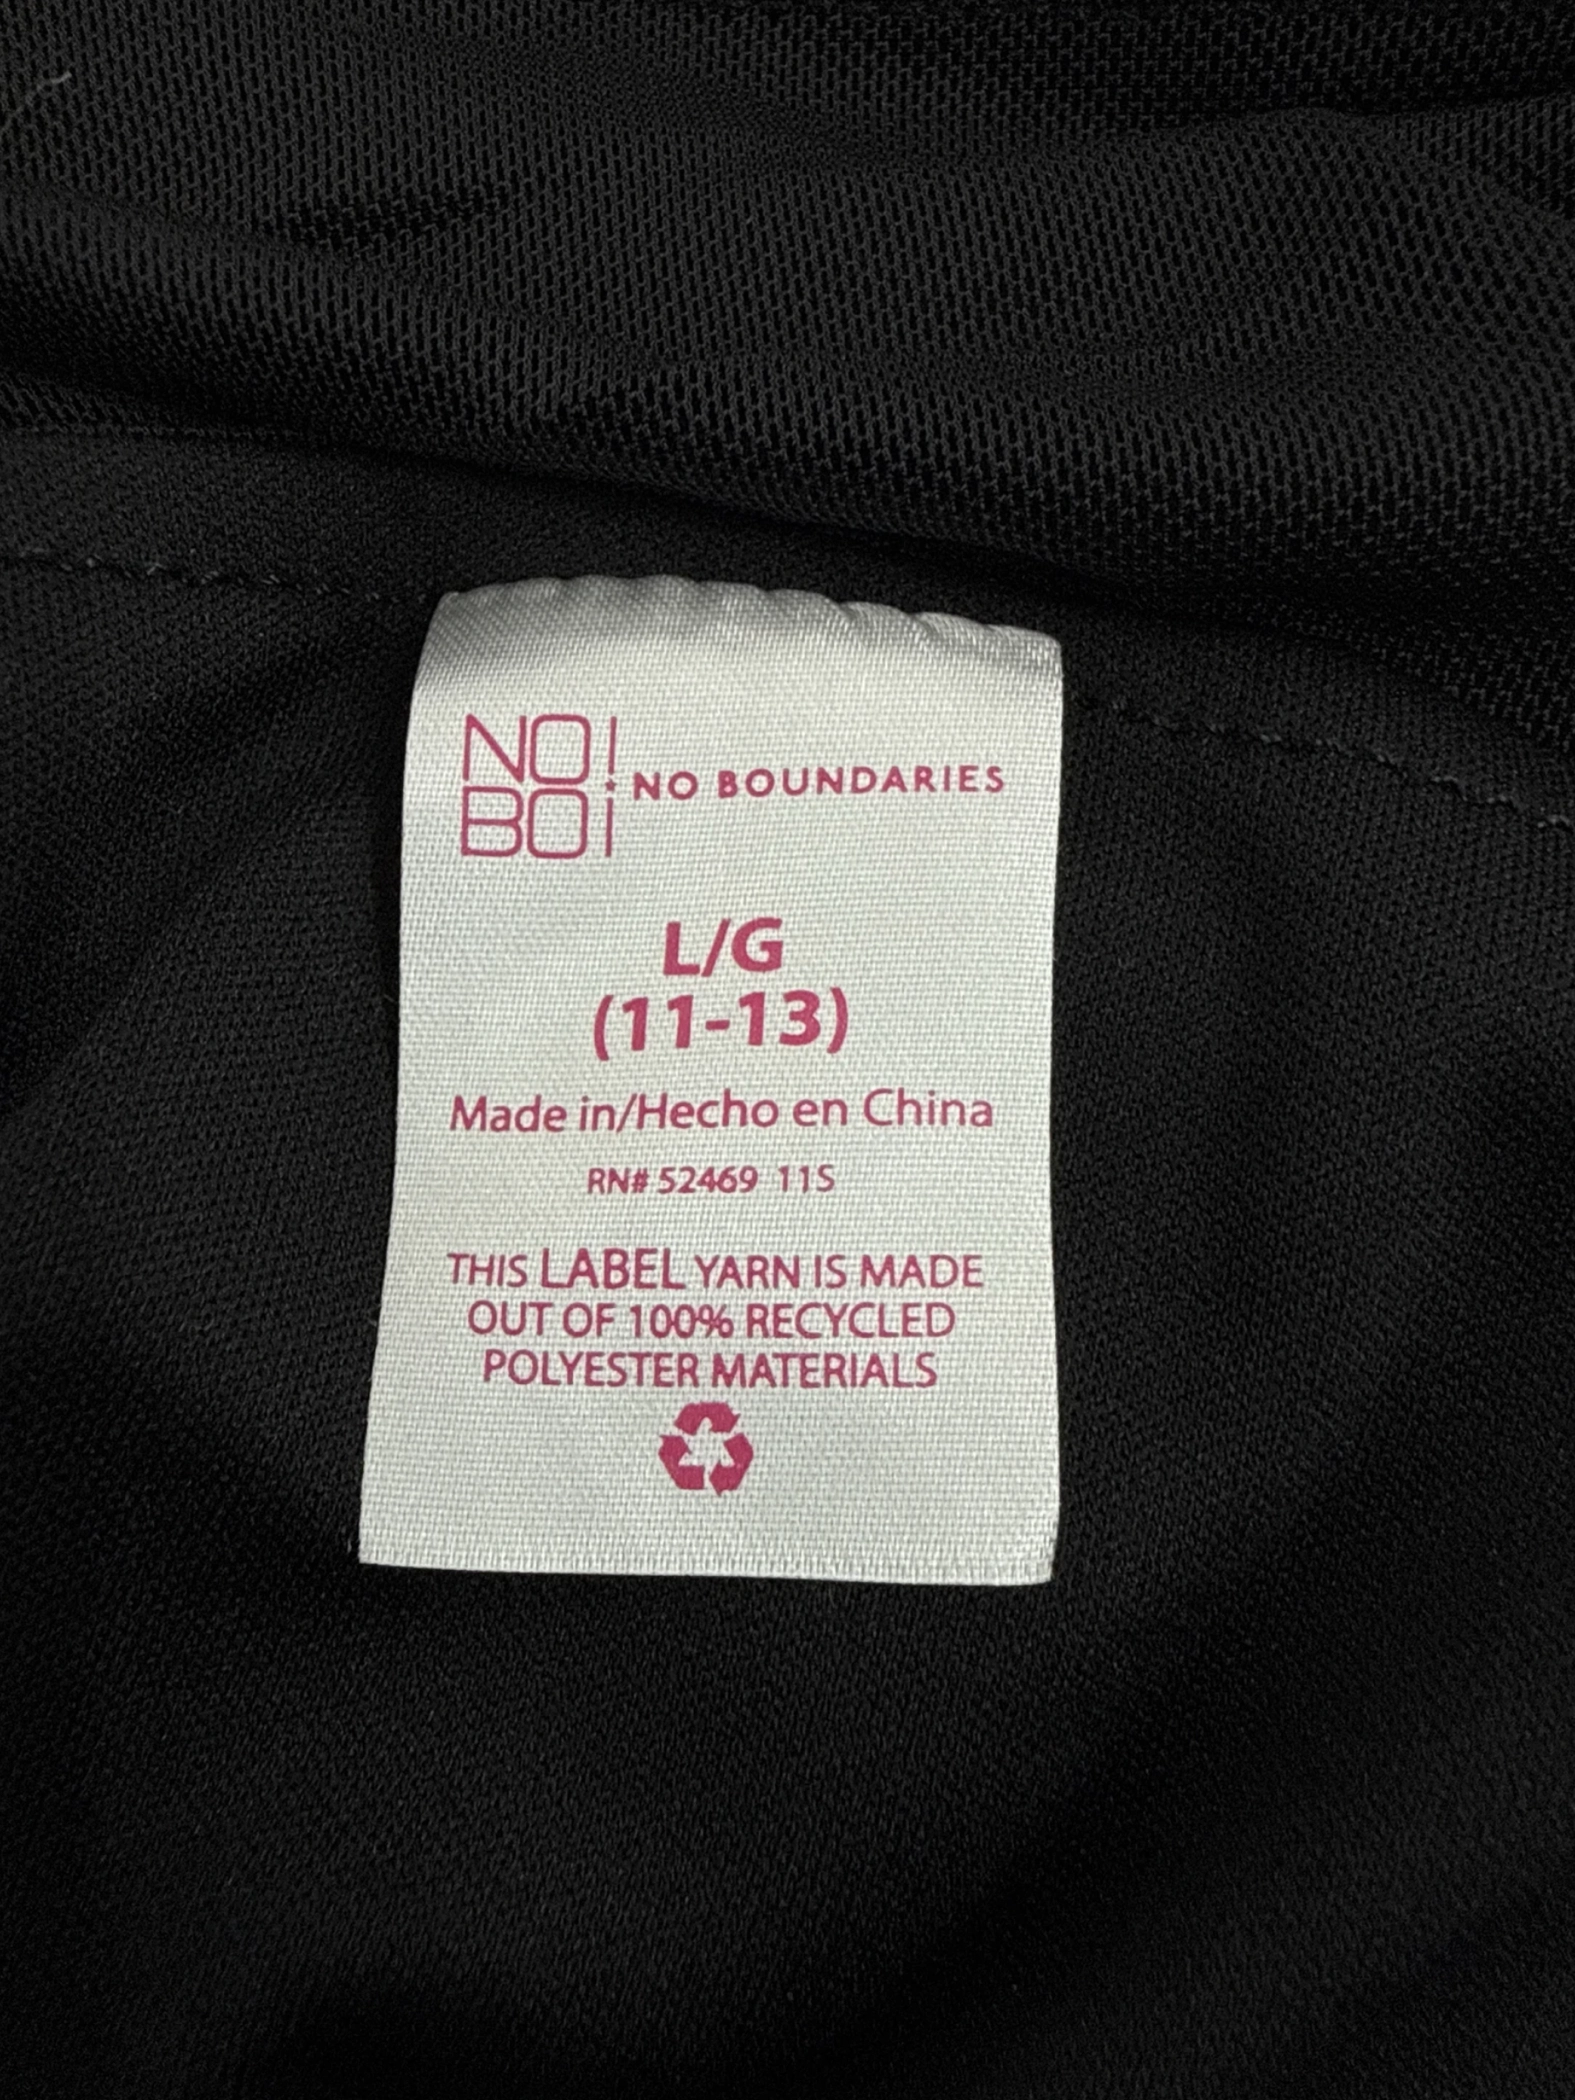 NO!
BO!
NO BOUNDARIES
L/G
(11-13)
Made in/Hecho en China
RN# 52469 11S
THIS LABEL YARN IS MADE
OUT OF 100% RECYCLED
POLYESTER MATERIALS